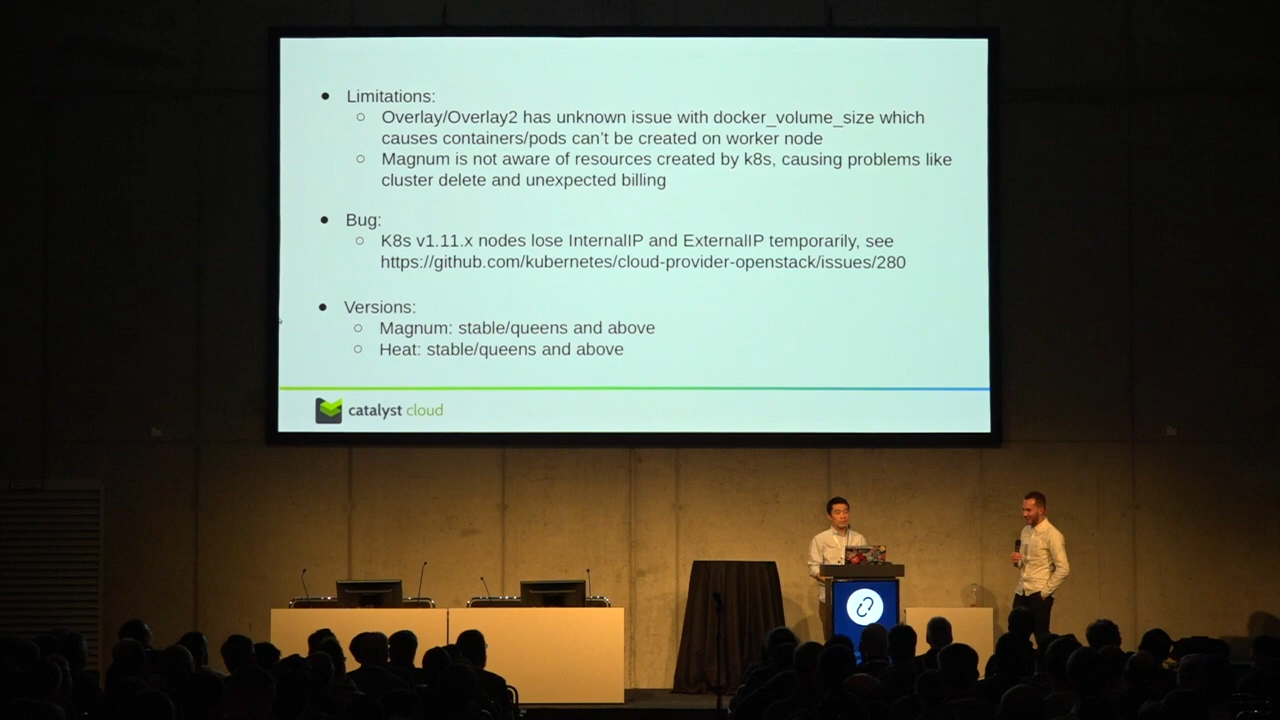 ● Limitations:
○ Overlay/Overlay2 has unknown issue with docker_volume_size which
causes containers/pods can't be created on worker node
○ Magnum is not aware of resources created by k8s, causing problems like
cluster delete and unexpected billing
● Bug:
○ K8s v1.11.x nodes lose InternalIP and ExternalIP temporarily, see
https://github.com/kubernetes/cloud-provider-openstack/issues/280
● Versions:
○ Magnum: stable/queens and above
○ Heat: stable/queens and above
catalyst cloud